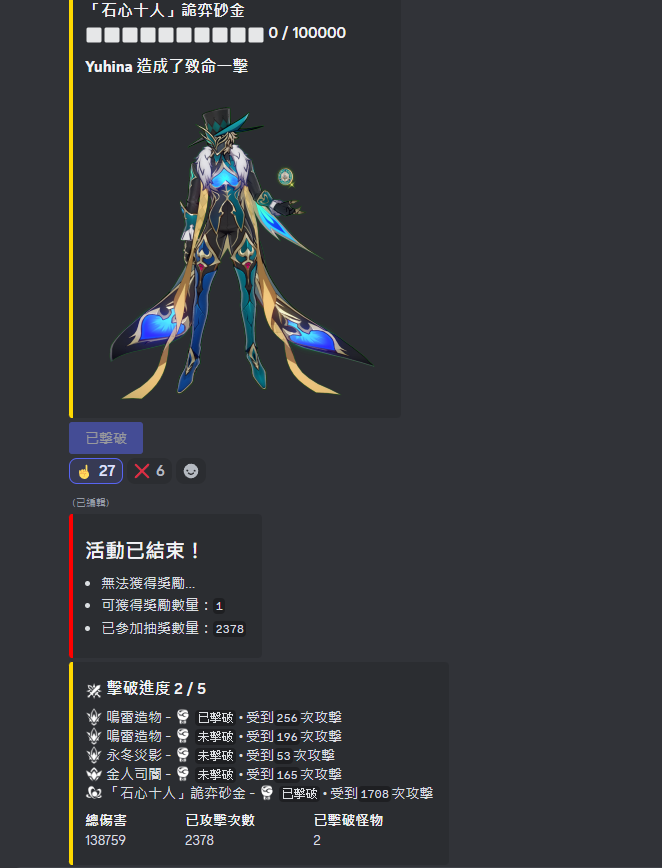 「石心十人」詭弈砂金
0 / 100000
Yuhina 造成了致命一擊
已擊破
27 6
(已編輯)
活動已結束！
• 無法獲得獎勵...
• 可獲得獎勵數量：1
• 已參加抽獎數量：2378
擊破進度 2 / 5
鳴雷造物 - 已擊破 • 受到 256 次攻擊
鳴雷造物 - 未擊破 • 受到 196 次攻擊
永冬災影 - 未擊破 • 受到 53 次攻擊
金人司閽 - 未擊破 • 受到 165 次攻擊
「石心十人」詭弈砂金 - 已擊破 • 受到 1708 次攻擊
總傷害 已攻擊次數 已擊破怪物
138759 2378 2